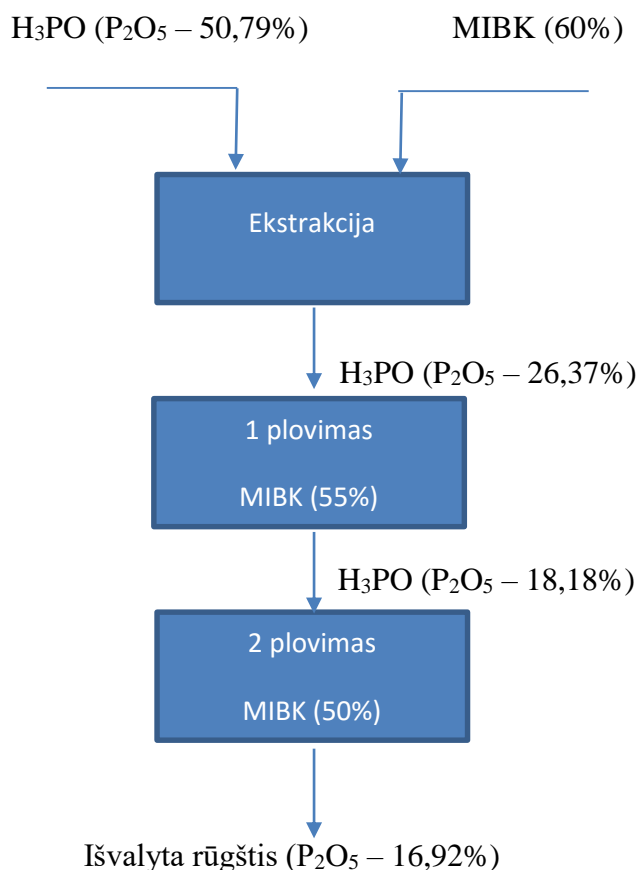 H₃PO (P₂O₅ – 50,79%) MIBK (60%)
Ekstrakcija
H₃PO (P₂O₅ – 26,37%)
1 plovimas
MIBK (55%)
H₃PO (P₂O₅ – 18,18%)
2 plovimas
MIBK (50%)
Išvalyta rūgštis (P₂O₅ – 16,92%)